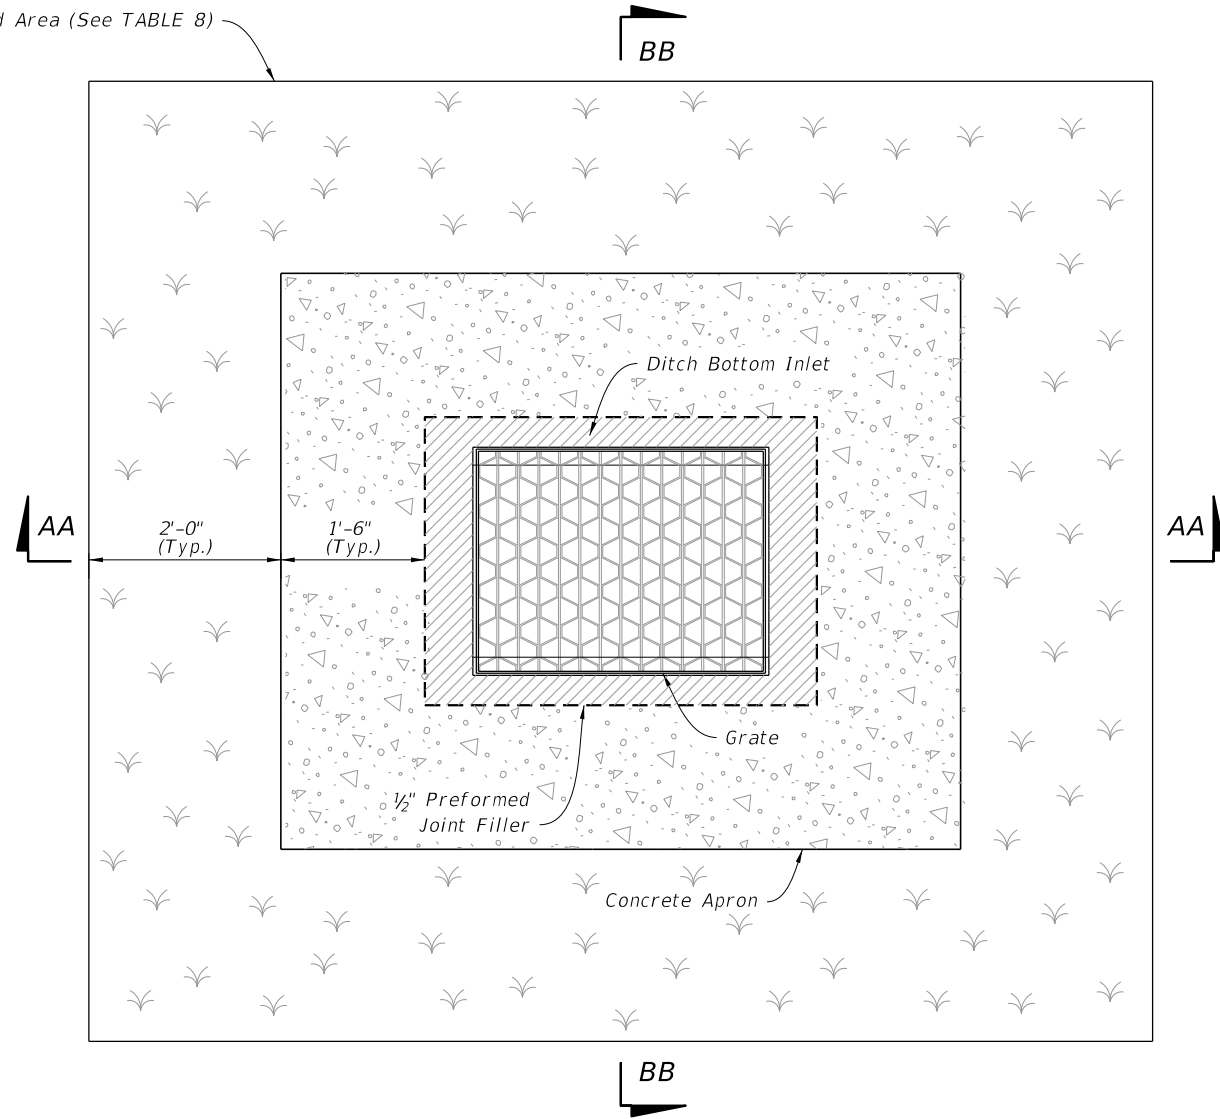 Area (See TABLE 8)
BB
Ditch Bottom Inlet
AA
2'-0"
(Typ.)
1'-6"
(Typ.)
AA
Grate
½" Preformed
Joint Filler
Concrete Apron
BB